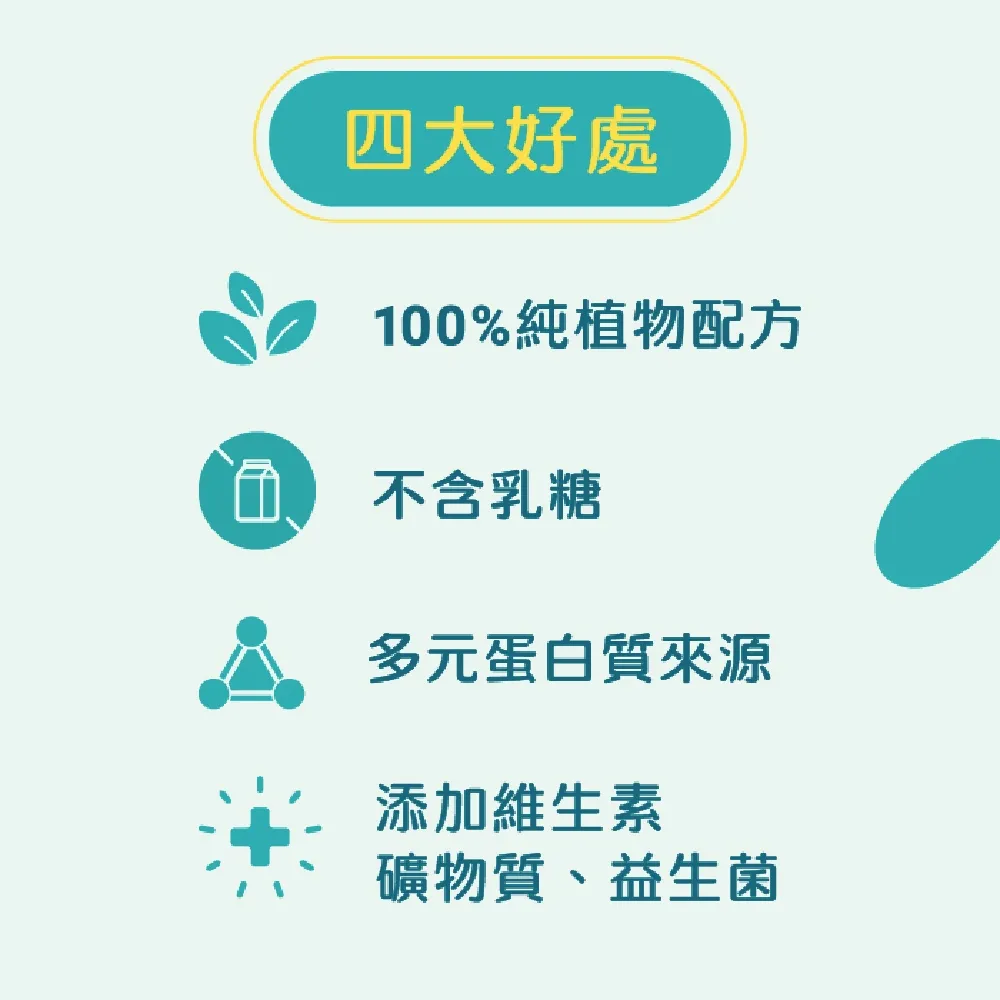 四大好處
100%純植物配方
不含乳糖
多元蛋白質來源
添加維生素
礦物質、益生菌